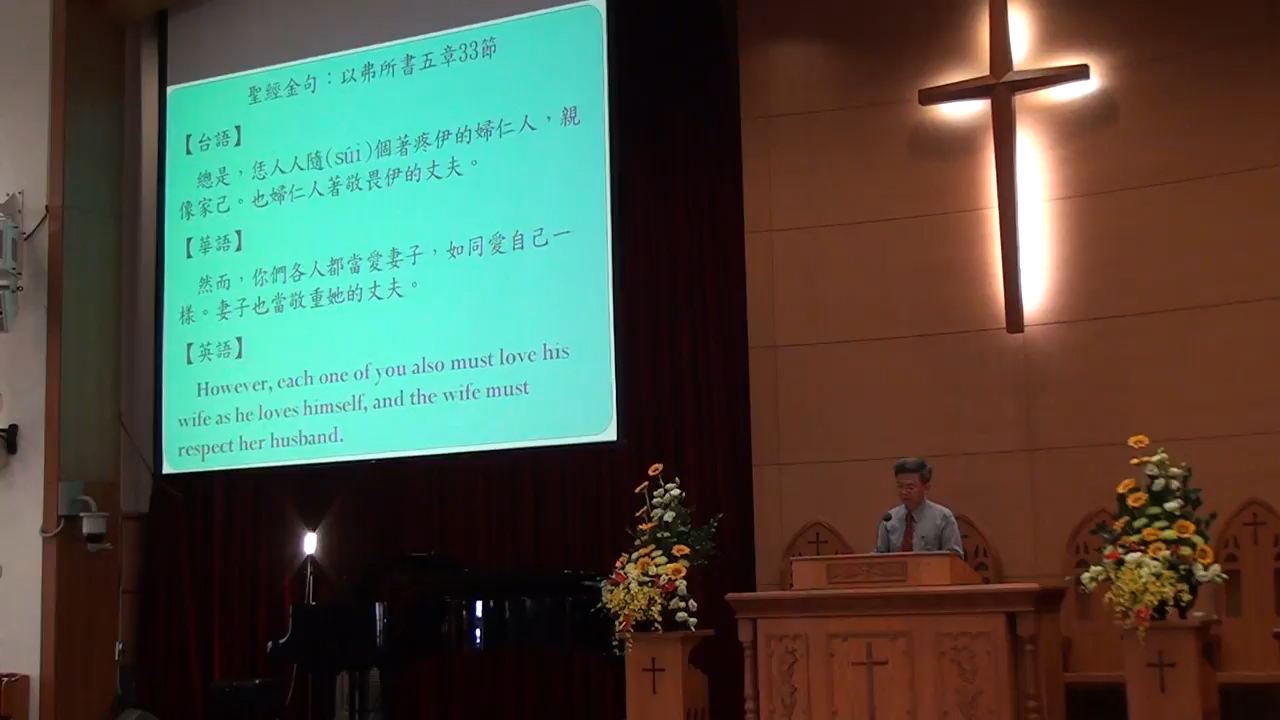 聖經金句：以弗所書五章33節
【台語】
總是，恁人人隨(sûi)個著疼伊的婦仁人，親
像家己。也婦仁人著敬畏伊的丈夫。
【華語】
然而，你們各人都當愛妻子，如同愛自己一
樣。妻子也當敬重她的丈夫。
【英語】
However, each one of you also must love his
wife as he loves himself, and the wife must
respect her husband.